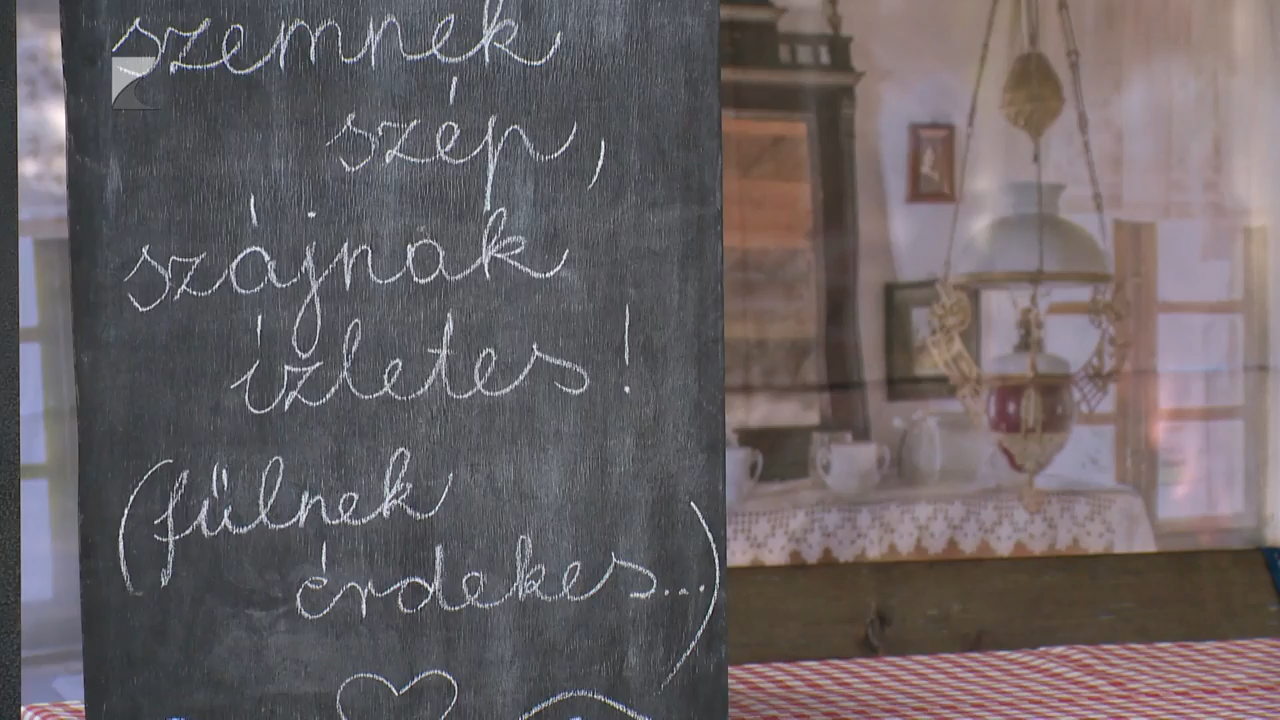 szemnek
szép,
szájnak
ízletes!
(fülnek
érdekes...)